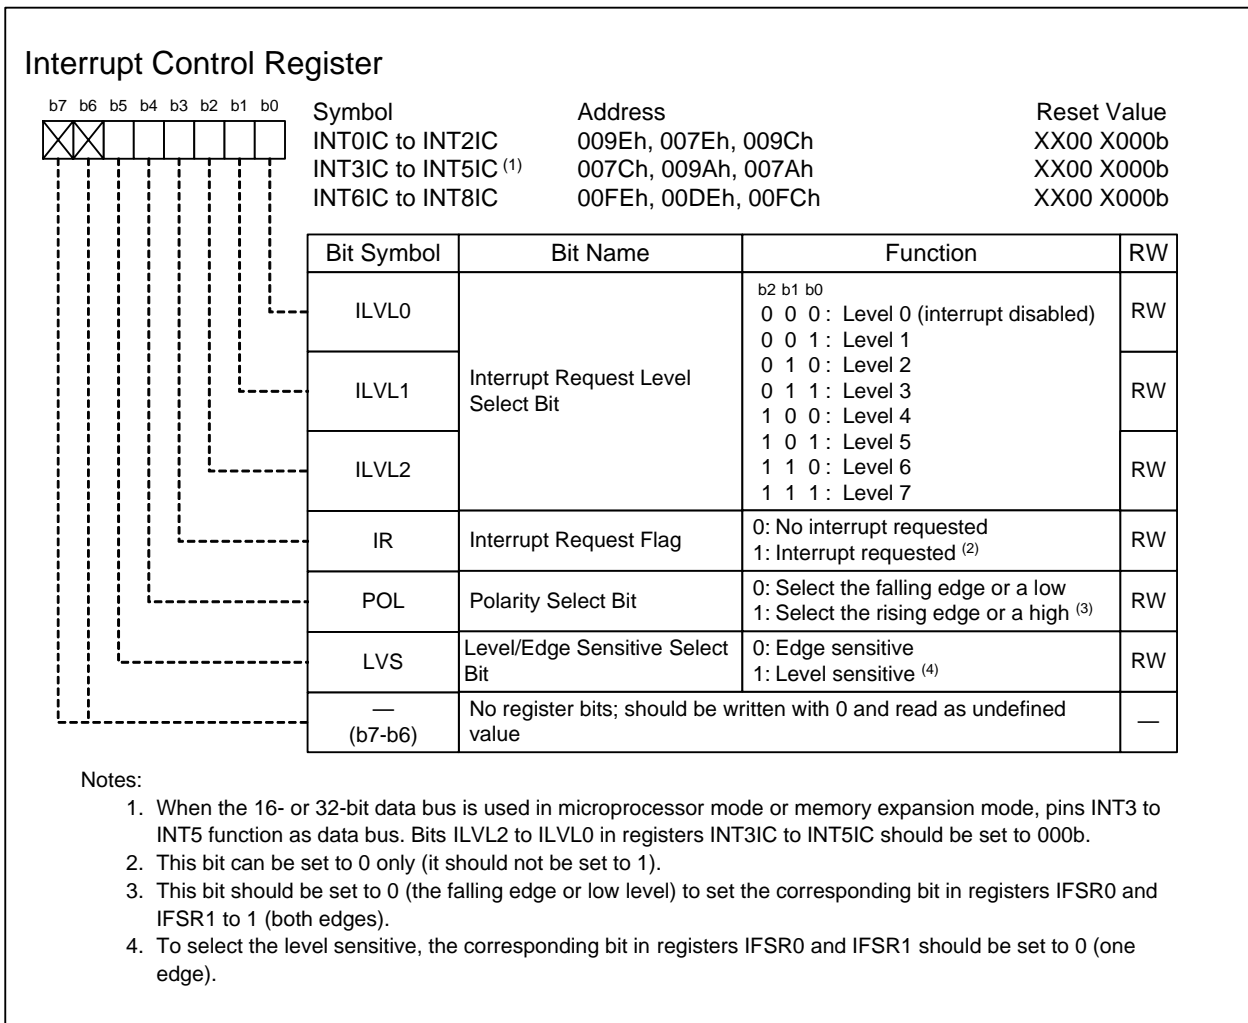 Interrupt Control Register
b7 b6 b5 b4 b3 b2 b1 b0
Symbol Address Reset Value
INT0IC to INT2IC 009Eh, 007Eh, 009Ch XX00 X000b
INT3IC to INT5IC (1) 007Ch, 009Ah, 007Ah XX00 X000b
INT6IC to INT8IC 00FEh, 00DEh, 00FCh XX00 X000b
Bit Symbol Bit Name Function RW
ILVL0
ILVL1
ILVL2
Interrupt Request Level
Select Bit
b2 b1 b0
0 0 0 : Level 0 (interrupt disabled)
0 0 1 : Level 1
0 1 0 : Level 2
0 1 1 : Level 3
1 0 0 : Level 4
1 0 1 : Level 5
1 1 0 : Level 6
1 1 1 : Level 7
RW
RW
RW
IR Interrupt Request Flag
0: No interrupt requested
1: Interrupt requested (2)
RW
POL Polarity Select Bit
0: Select the falling edge or a low
1: Select the rising edge or a high (3)
RW
LVS
Level/Edge Sensitive Select
Bit
0: Edge sensitive
1: Level sensitive (4)
RW
—
(b7-b6)
No register bits; should be written with 0 and read as undefined
value
—
Notes:
1. When the 16- or 32-bit data bus is used in microprocessor mode or memory expansion mode, pins INT3 to
INT5 function as data bus. Bits ILVL2 to ILVL0 in registers INT3IC to INT5IC should be set to 000b.
2. This bit can be set to 0 only (it should not be set to 1).
3. This bit should be set to 0 (the falling edge or low level) to set the corresponding bit in registers IFSR0 and
IFSR1 to 1 (both edges).
4. To select the level sensitive, the corresponding bit in registers IFSR0 and IFSR1 should be set to 0 (one
edge).